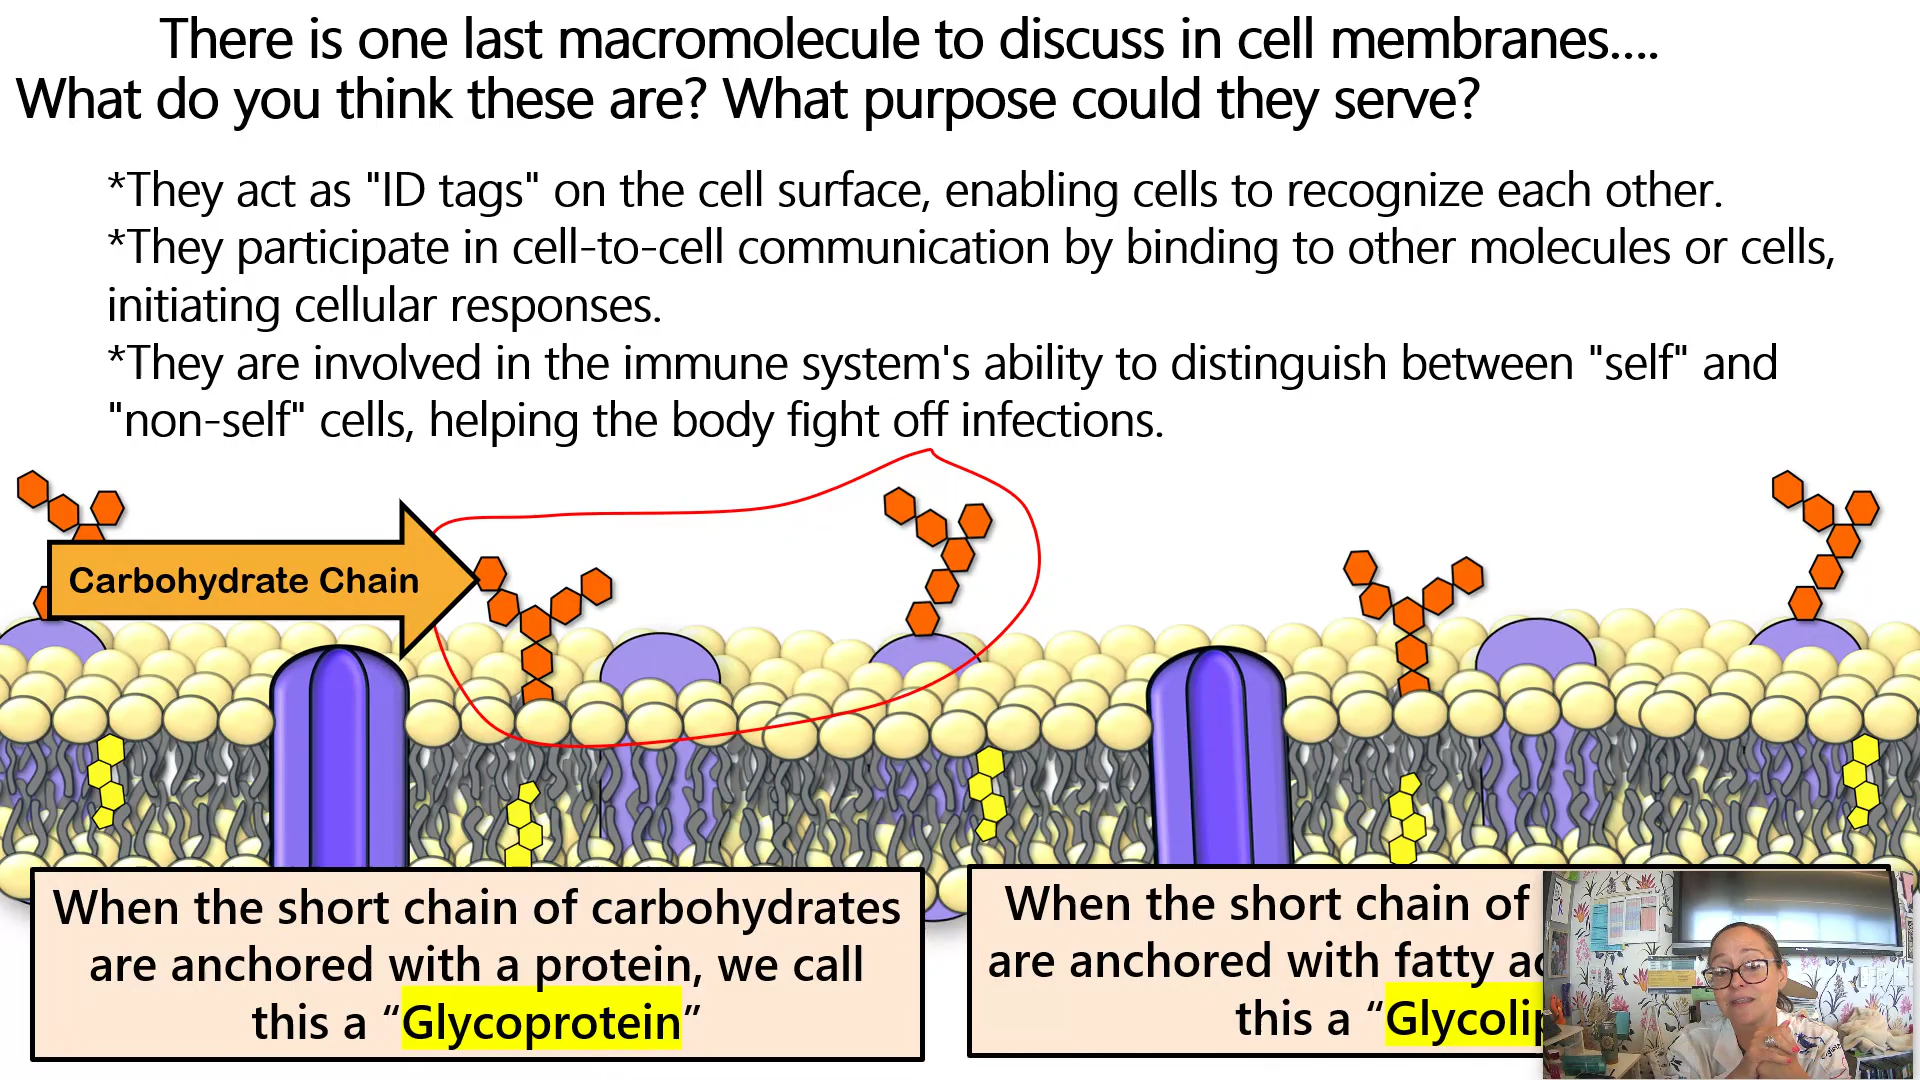 There is one last macromolecule to discuss in cell membranes....
What do you think these are? What purpose could they serve?
*They act as "ID tags" on the cell surface, enabling cells to recognize each other.
*They participate in cell-to-cell communication by binding to other molecules or cells,
initiating cellular responses.
*They are involved in the immune system's ability to distinguish between "self" and
"non-self" cells, helping the body fight off infections.
Carbohydrate Chain
When the short chain of carbohydrates
are anchored with a protein, we call
this a “Glycoprotein”
When the short chain of
are anchored with fatty
this a “